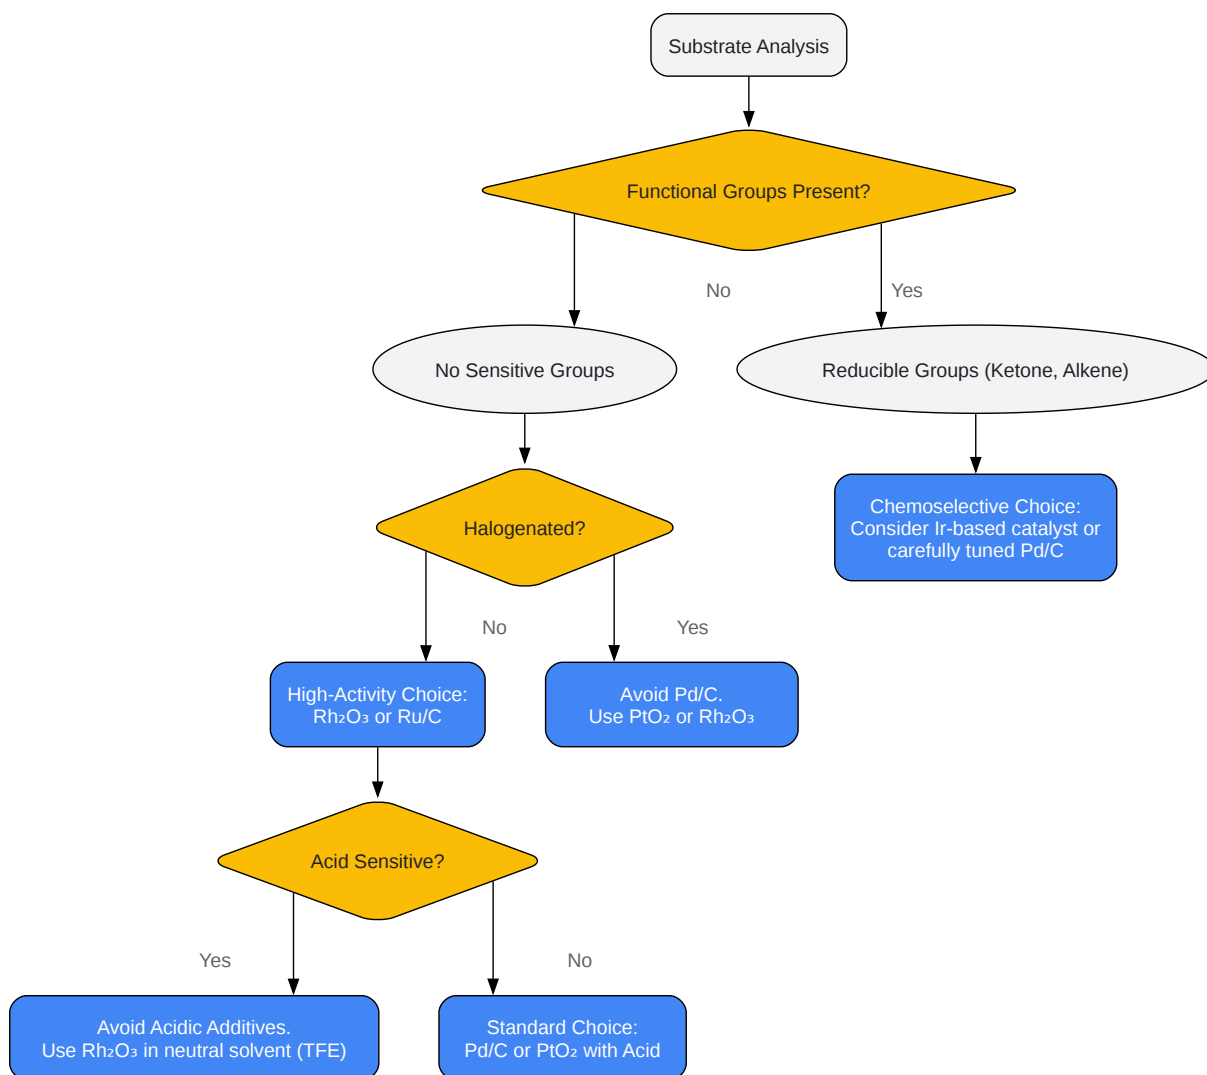 Substrate Analysis
Functional Groups Present?
No
Yes
No Sensitive Groups
Reducible Groups (Ketone, Alkene)
Halogenated?
Chemoselective Choice:
Consider Ir-based catalyst or
carefully tuned Pd/C
No
Yes
High-Activity Choice:
Rh₂O₃ or Ru/C
Avoid Pd/C.
Use PtO₂ or Rh₂O₃
Acid Sensitive?
Yes
No
Avoid Acidic Additives.
Use Rh₂O₃ in neutral solvent (TFE)
Standard Choice:
Pd/C or PtO₂ with Acid